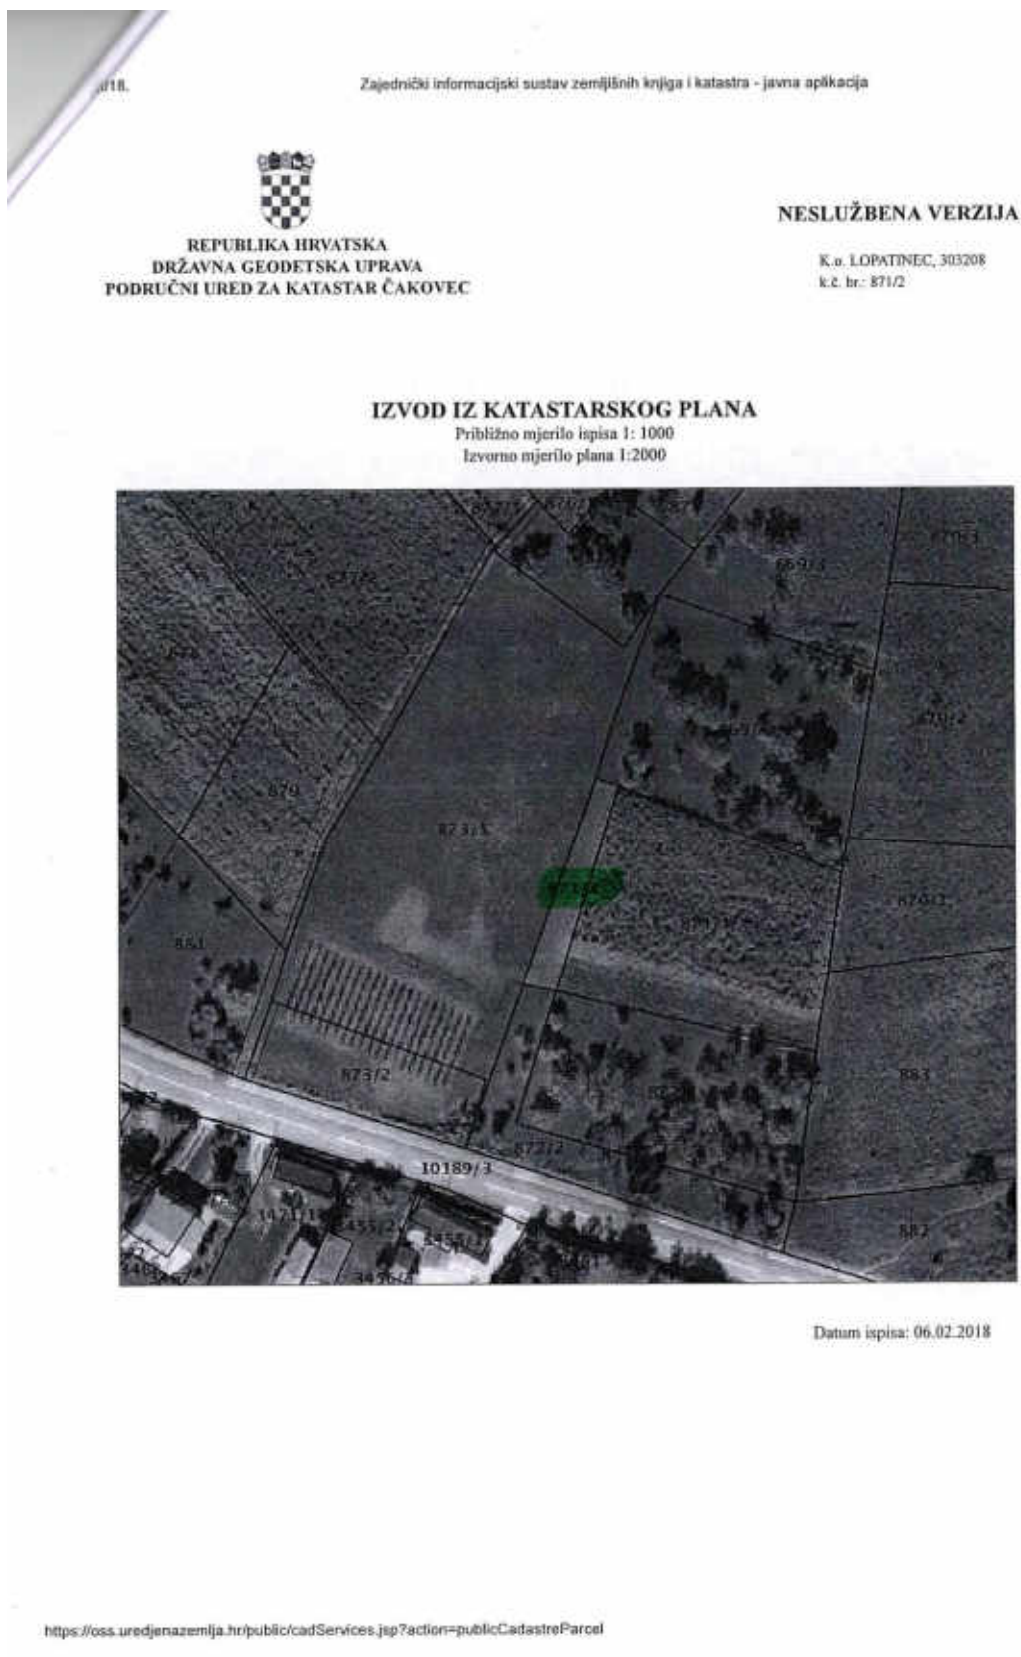 Zajednički informacijski sustav zemljišnih knjiga i katastra - javna aplikacija
REPUBLIKA HRVATSKA
DRŽAVNA GEODETSKA UPRAVA
PODRUČNI URED ZA KATASTAR ČAKOVEC
NESLUŽBENA VERZIJA
K.o. LOPATINEC, 303208
k.č. br.: 871/2
IZVOD IZ KATASTARSKOG PLANA
Približno mjerilo ispisa 1: 1000
Izvorno mjerilo plana 1:2000
669/3
870/2
879
873/1
881
873/2
883
872/2
10189/3
882
Datum ispisa: 06.02.2018
https://oss.uredjenazemlja.hr/public/cadServices.jsp?action=publicCadastreParcel